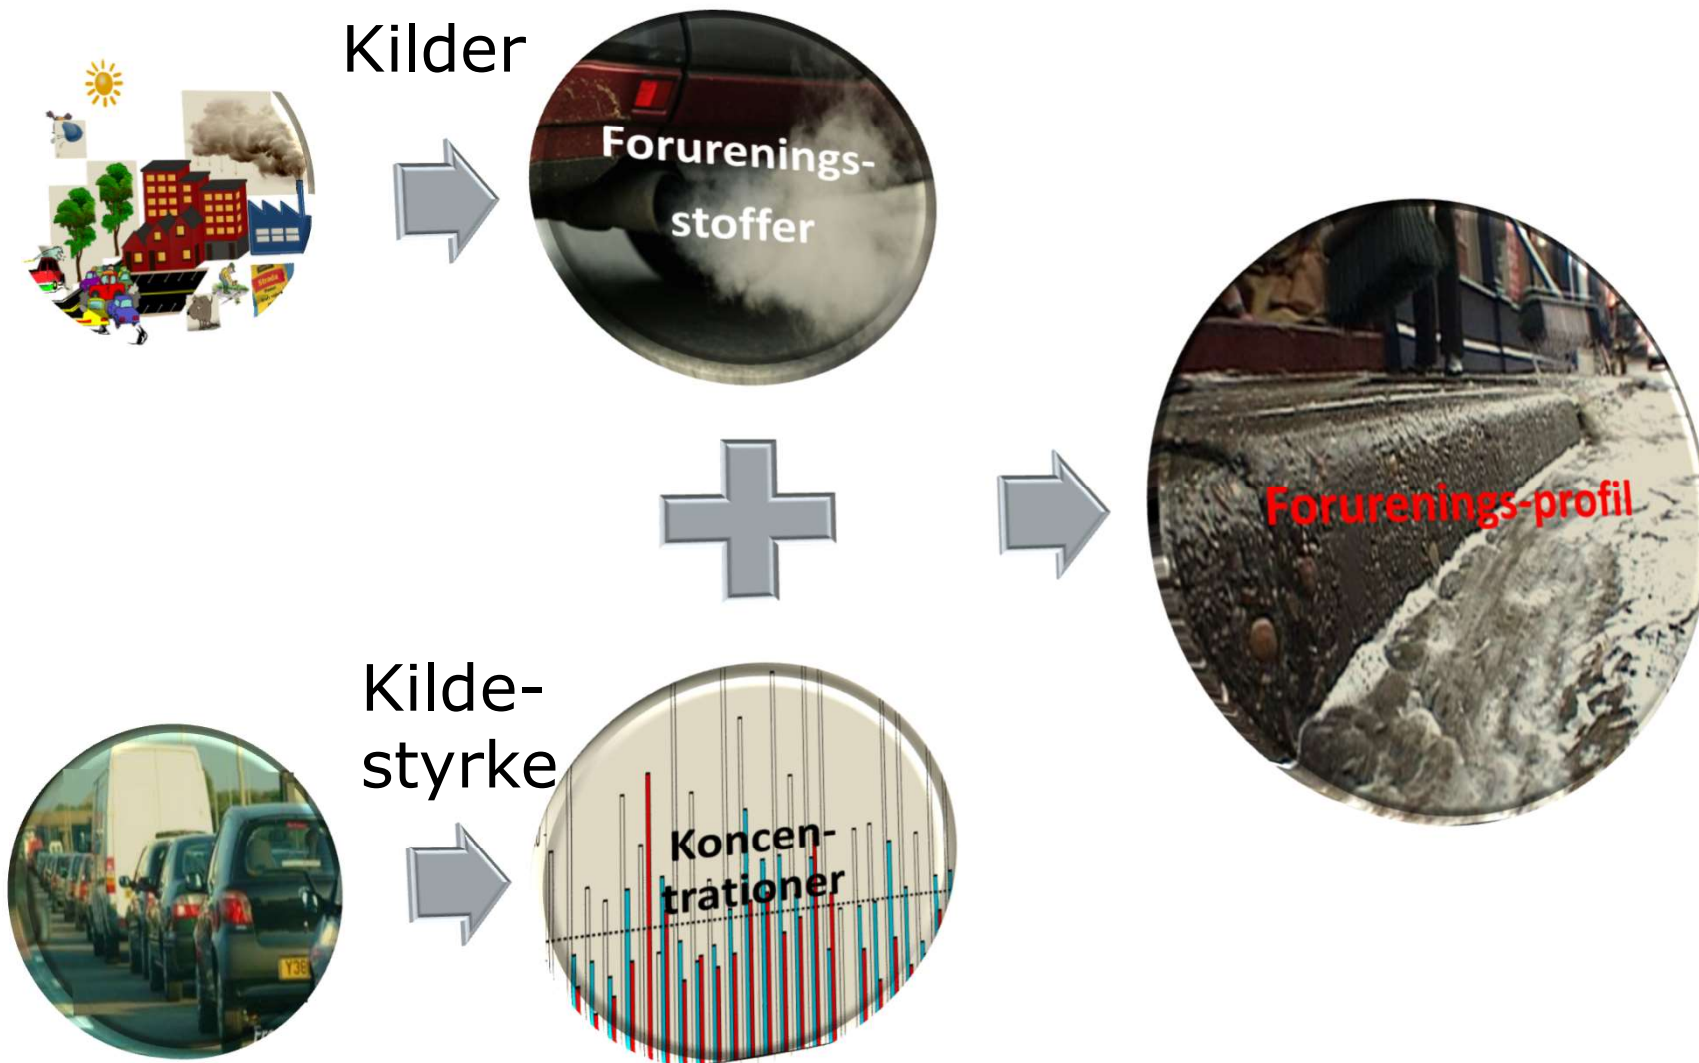 Kilder
Forurenings-
stoffer
Forurenings-profil
Kilde-
styrke
Koncen-
trationer